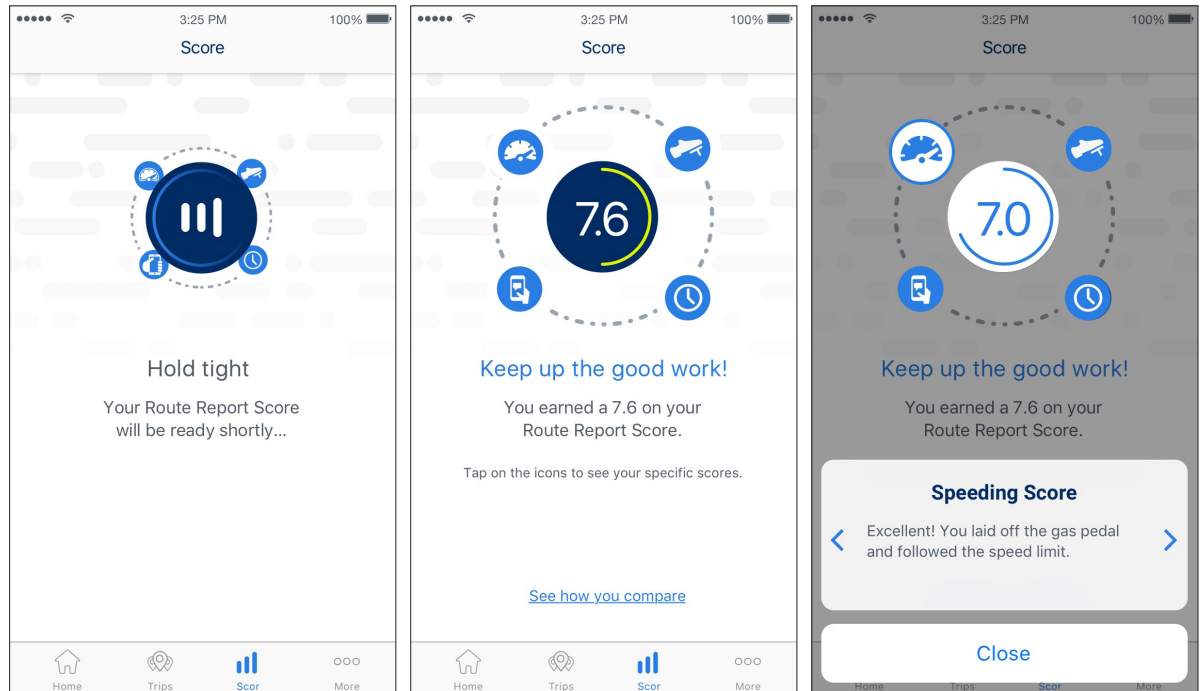 3:25 PM
100%
Score
Hold tight
Your Route Report Score
will be ready shortly...
Home
Trips
Scor
More
3:25 PM
100%
Score
7.6
Keep up the good work!
You earned a 7.6 on your
Route Report Score.
Tap on the icons to see your specific scores.
See how you compare
Home
Trips
Scor
More
3:25 PM
100%
Score
7.0
Keep up the good work!
You earned a 7.6 on your
Route Report Score.
Speeding Score
Excellent! You laid off the gas pedal
and followed the speed limit.
Close
Home
Trips
Scor
More